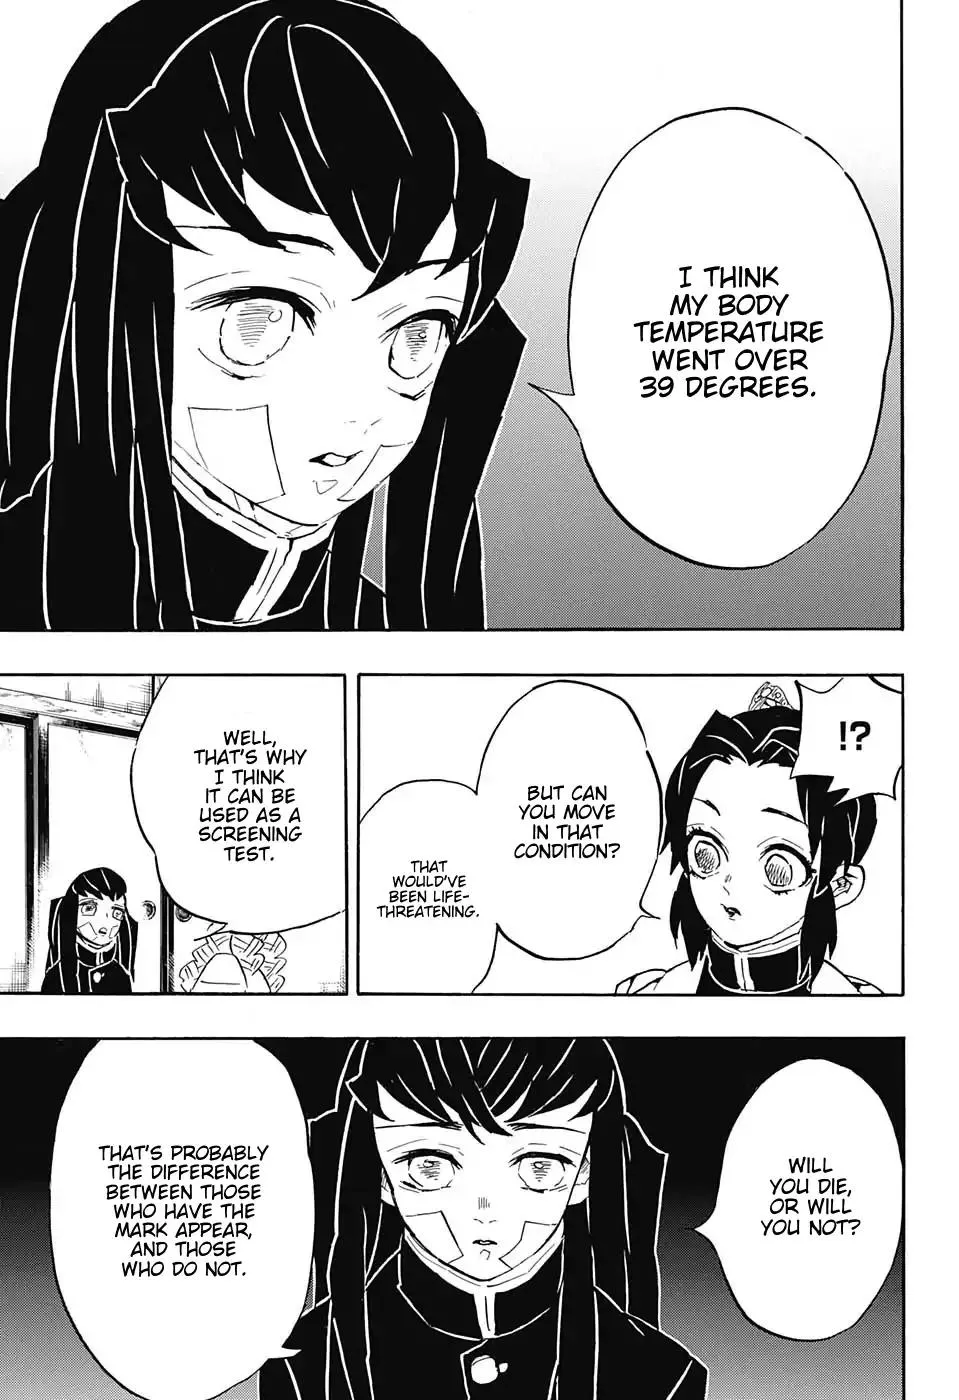 I THINK
MY BODY
TEMPERATURE
WENT OVER
39 DEGREES.
!?
BUT CAN
YOU MOVE
IN THAT
CONDITION?
THAT
WOULD'VE
BEEN LIFE-
THREATENING.
WELL,
THAT'S WHY
I THINK
IT CAN BE
USED AS A
SCREENING
TEST.
WILL
YOU DIE,
OR WILL
YOU NOT?
THAT'S PROBABLY
THE DIFFERENCE
BETWEEN THOSE
WHO HAVE THE
MARK APPEAR,
AND THOSE
WHO DO NOT.